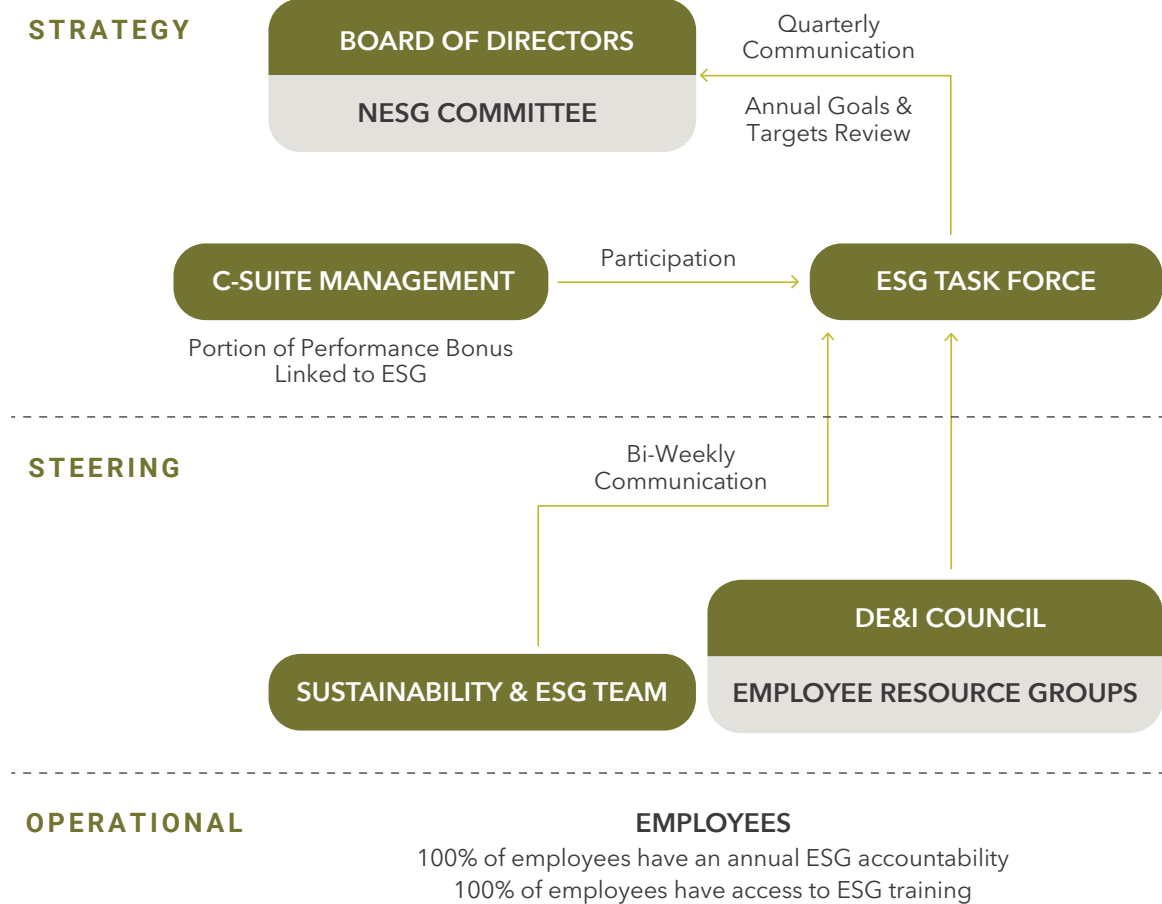 STRATEGY
BOARD OF DIRECTORS
NESG COMMITTEE
Quarterly
Communication
Annual Goals &
Targets Review
C-SUITE MANAGEMENT
Participation
ESG TASK FORCE
Portion of Performance Bonus
Linked to ESG
STEERING
Bi-Weekly
Communication
SUSTAINABILITY & ESG TEAM
DE&I COUNCIL
EMPLOYEE RESOURCE GROUPS
OPERATIONAL
EMPLOYEES
100% of employees have an annual ESG accountability
100% of employees have access to ESG training